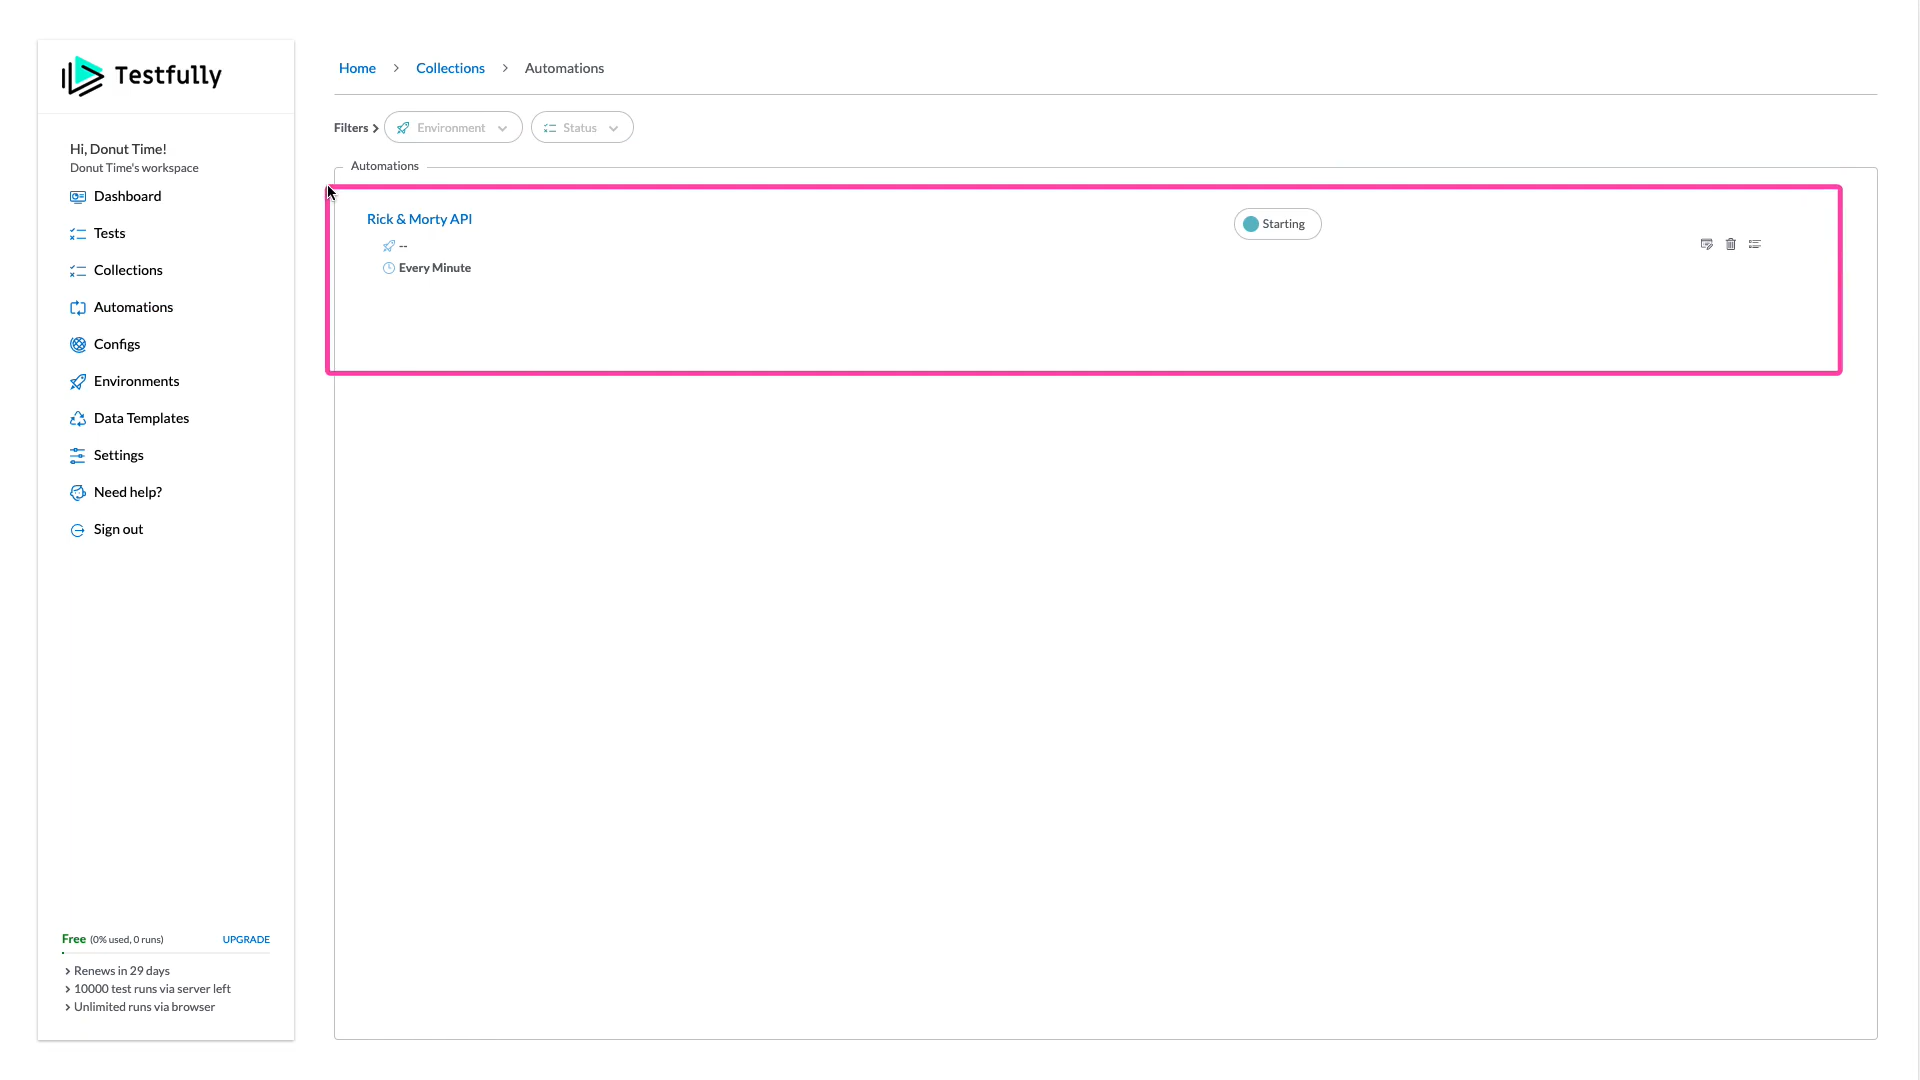 Testfully
Hi, Donut Time!
Donut Time's workspace
Dashboard
Tests
Collections
Automations
Configs
Environments
Data Templates
Settings
Need help?
Sign out
Free (0% used, 0 runs) UPGRADE
Renews in 29 days
10000 test runs via server left
Unlimited runs via browser
Home > Collections > Automations
Filters > Environment Status
Automations
Rick & Morty API
Starting
--
Every Minute